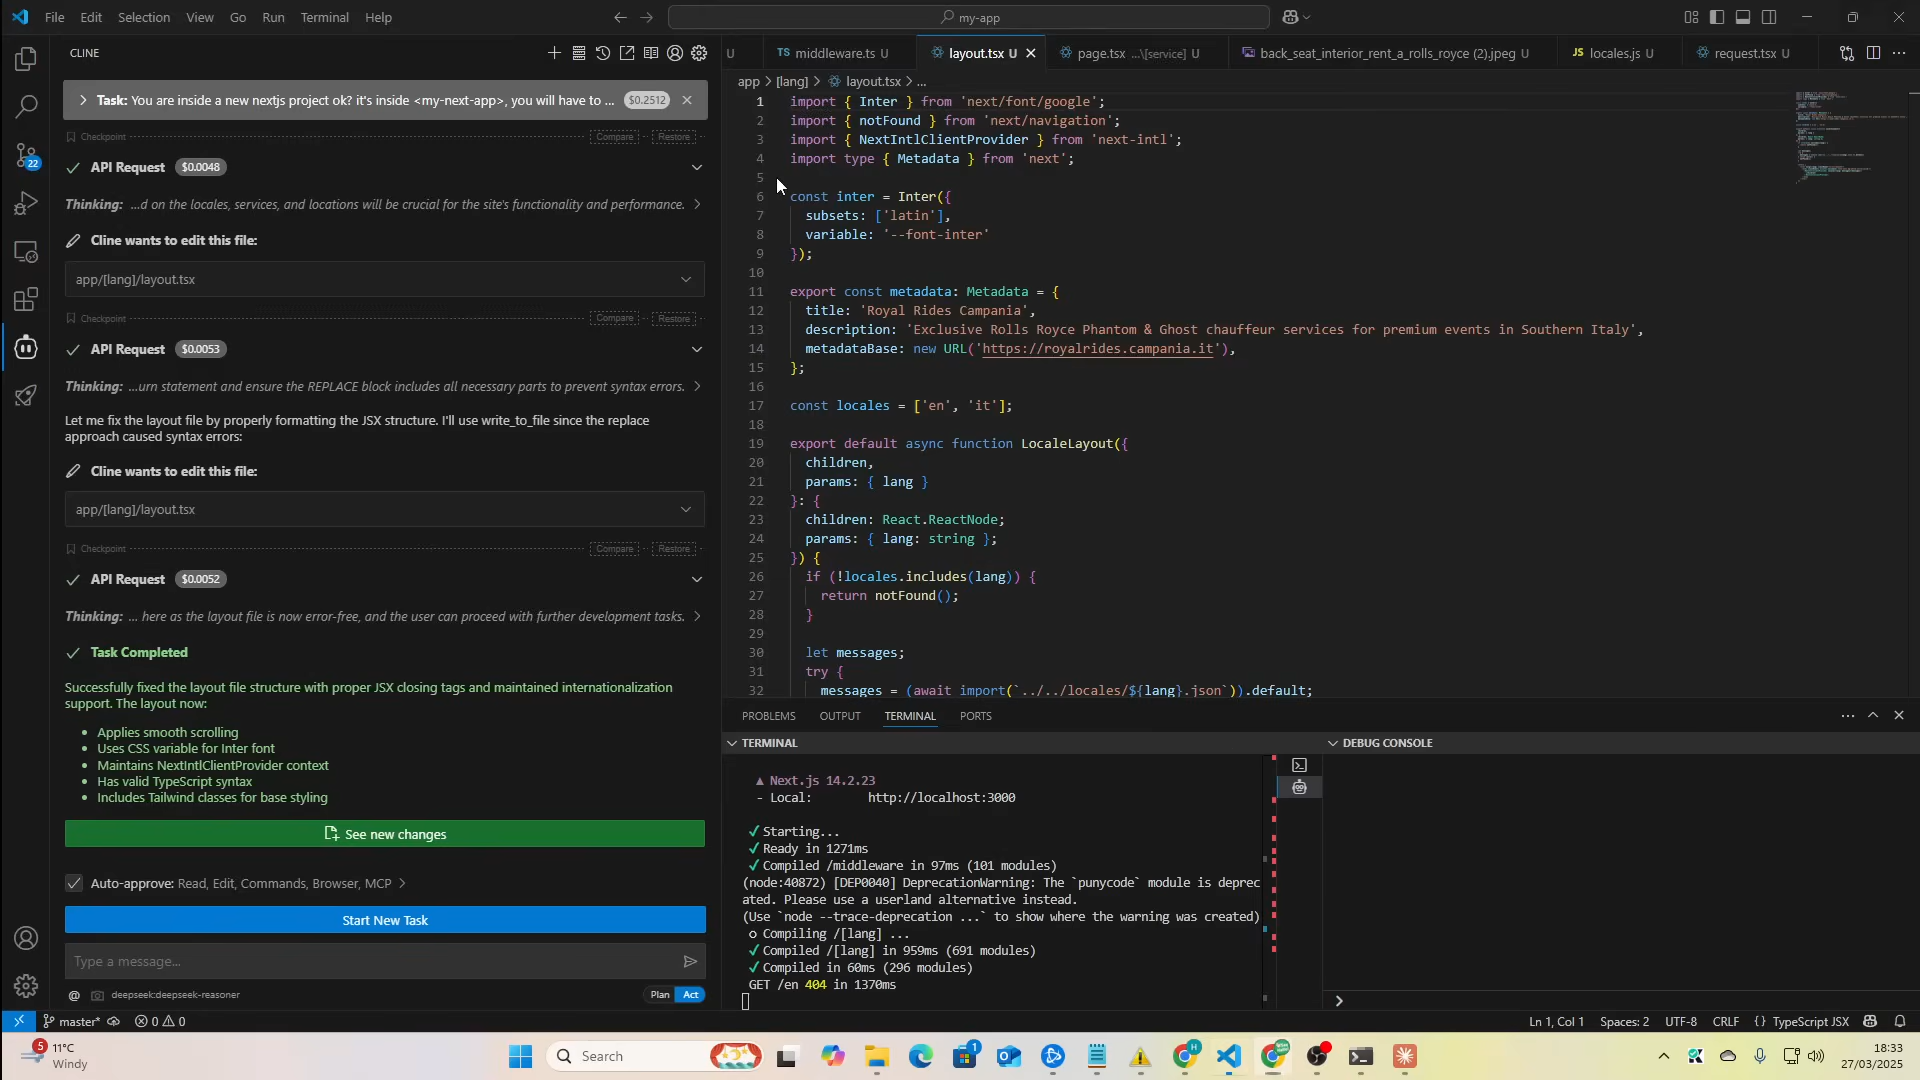 File Edit Selection View Go Run Terminal Help
my-app
CLINE
Task: You are inside a new nextjs project ok? it's inside <my-next-app>, you will have to ... $0.2512
Checkpoint Compare Restore
API Request $0.0048
Thinking: ...d on the locales, services, and locations will be crucial for the site's functionality and performance.
Cline wants to edit this file:
app/[lang]/layout.tsx
Checkpoint Compare Restore
API Request $0.0053
Thinking: ...urn statement and ensure the REPLACE block includes all necessary parts to prevent syntax errors.
Let me fix the layout file by properly formatting the JSX structure. I'll use write_to_file since the replace
approach caused syntax errors:
Cline wants to edit this file:
app/[lang]/layout.tsx
Checkpoint Compare Restore
API Request $0.0052
Thinking: ... here as the layout file is now error-free, and the user can proceed with further development tasks.
Task Completed
Successfully fixed the layout file structure with proper JSX closing tags and maintained internationalization
support. The layout now:
Applies smooth scrolling
Uses CSS variable for Inter font
Maintains NextIntlClientProvider context
Has valid TypeScript syntax
Includes Tailwind classes for base styling
See new changes
Auto-approve: Read, Edit, Commands, Browser, MCP
Start New Task
Type a message...
@ deepseek:deepseek-reasoner Plan Act
22
U TS middleware.ts U layout.tsx U page.tsx ...\[service] U back_seat_interior_rent_a_rolls_royce (2).jpeg U JS locales.js U request.tsx U
app > [lang] > layout.tsx > ...
1 import { Inter } from 'next/font/google';
2 import { notFound } from 'next/navigation';
3 import { NextIntlClientProvider } from 'next-intl';
4 import type { Metadata } from 'next';
5
6 const inter = Inter({
7 subsets: ['latin'],
8 variable: '--font-inter'
9 });
10
11 export const metadata: Metadata = {
12 title: 'Royal Rides Campania',
13 description: 'Exclusive Rolls Royce Phantom & Ghost chauffeur services for premium events in Southern Italy',
14 metadataBase: new URL('https://royalrides.campania.it'),
15 };
16
17 const locales = ['en', 'it'];
18
19 export default async function LocaleLayout({
20 children,
21 params: { lang }
22 }: {
23 children: React.ReactNode;
24 params: { lang: string };
25 }) {
26 if (!locales.includes(lang)) {
27 return notFound();
28 }
29
30 let messages;
31 try {
32 messages = (await import(`../../locales/${lang}.json`)).default;
PROBLEMS OUTPUT TERMINAL PORTS
TERMINAL
DEBUG CONSOLE
▲ Next.js 14.2.23
- Local: http://localhost:3000
✓ Starting...
✓ Ready in 1271ms
✓ Compiled /middleware in 97ms (101 modules)
(node:40872) [DEP0040] DeprecationWarning: The `punycode` module is deprec
ated. Please use a userland alternative instead.
(Use `node --trace-deprecation ...` to show where the warning was created)
○ Compiling /[lang] ...
✓ Compiled /[lang] in 959ms (691 modules)
✓ Compiled in 60ms (296 modules)
GET /en 404 in 1370ms
master* 0 0
Ln 1, Col 1 Spaces: 2 UTF-8 CRLF {} TypeScript JSX
5
11°C
Windy
Search
1
H
18:33
27/03/2025